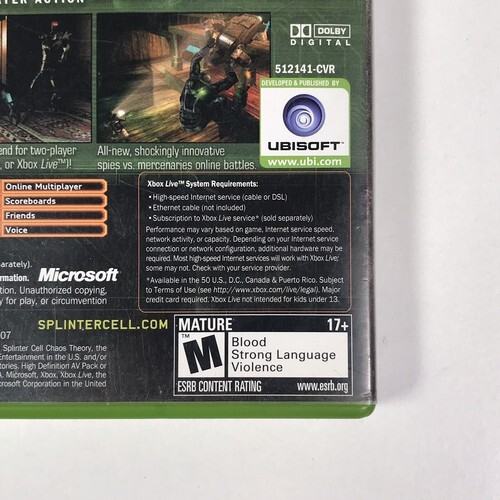 ACTION
DOLBY
DIGITAL
512141-CVR
DEVELOPED & PUBLISHED BY
UBISOFT™
www.ubi.com
end for two-player
, or Xbox Live™)!
All-new, shockingly innovative
spies vs. mercenaries online battles.
Online Multiplayer
Scoreboards
Friends
Voice
Xbox Live™ System Requirements:
• High-speed Internet service (cable or DSL)
• Ethernet cable (not included)
• Subscription to Xbox Live service* (sold separately)
Performance may vary based on game, Internet service speed,
network activity, or capacity. Depending on your Internet service
connection or network configuration, additional hardware may be
required. Most high-speed Internet services will work with Xbox Live;
some may not. Check with your service provider.
*Available in the 50 U.S., D.C., Canada & Puerto Rico. Subject
to Terms of Use (see http://www.xbox.com/live/legal). Major
credit card required. Xbox Live not intended for kids under 13.
arately).
rmation. Microsoft
tion. Unauthorized copying,
y for play, or circumvention
SPLINTERCELL.COM
07
Splinter Cell Chaos Theory, the
Entertainment in the U.S. and/or
tories. High Definition AV Pack or
A. Microsoft, Xbox, Xbox Live, the
crosoft Corporation in the United
MATURE 17+
M
™
Blood
Strong Language
Violence
ESRB CONTENT RATING www.esrb.org